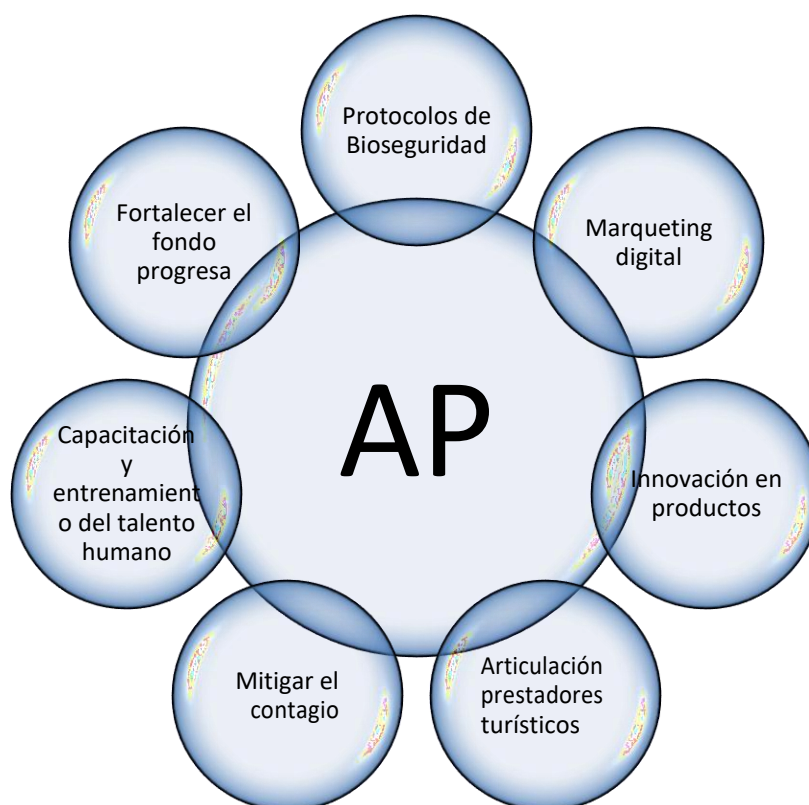 Protocolos de
Bioseguridad
Marqueting
digital
Innovación en
productos
Articulación
prestadores
turísticos
Mitigar el
contagio
Capacitación
y
entrenamient
o del talento
humano
Fortalecer el
fondo
progresa
AP